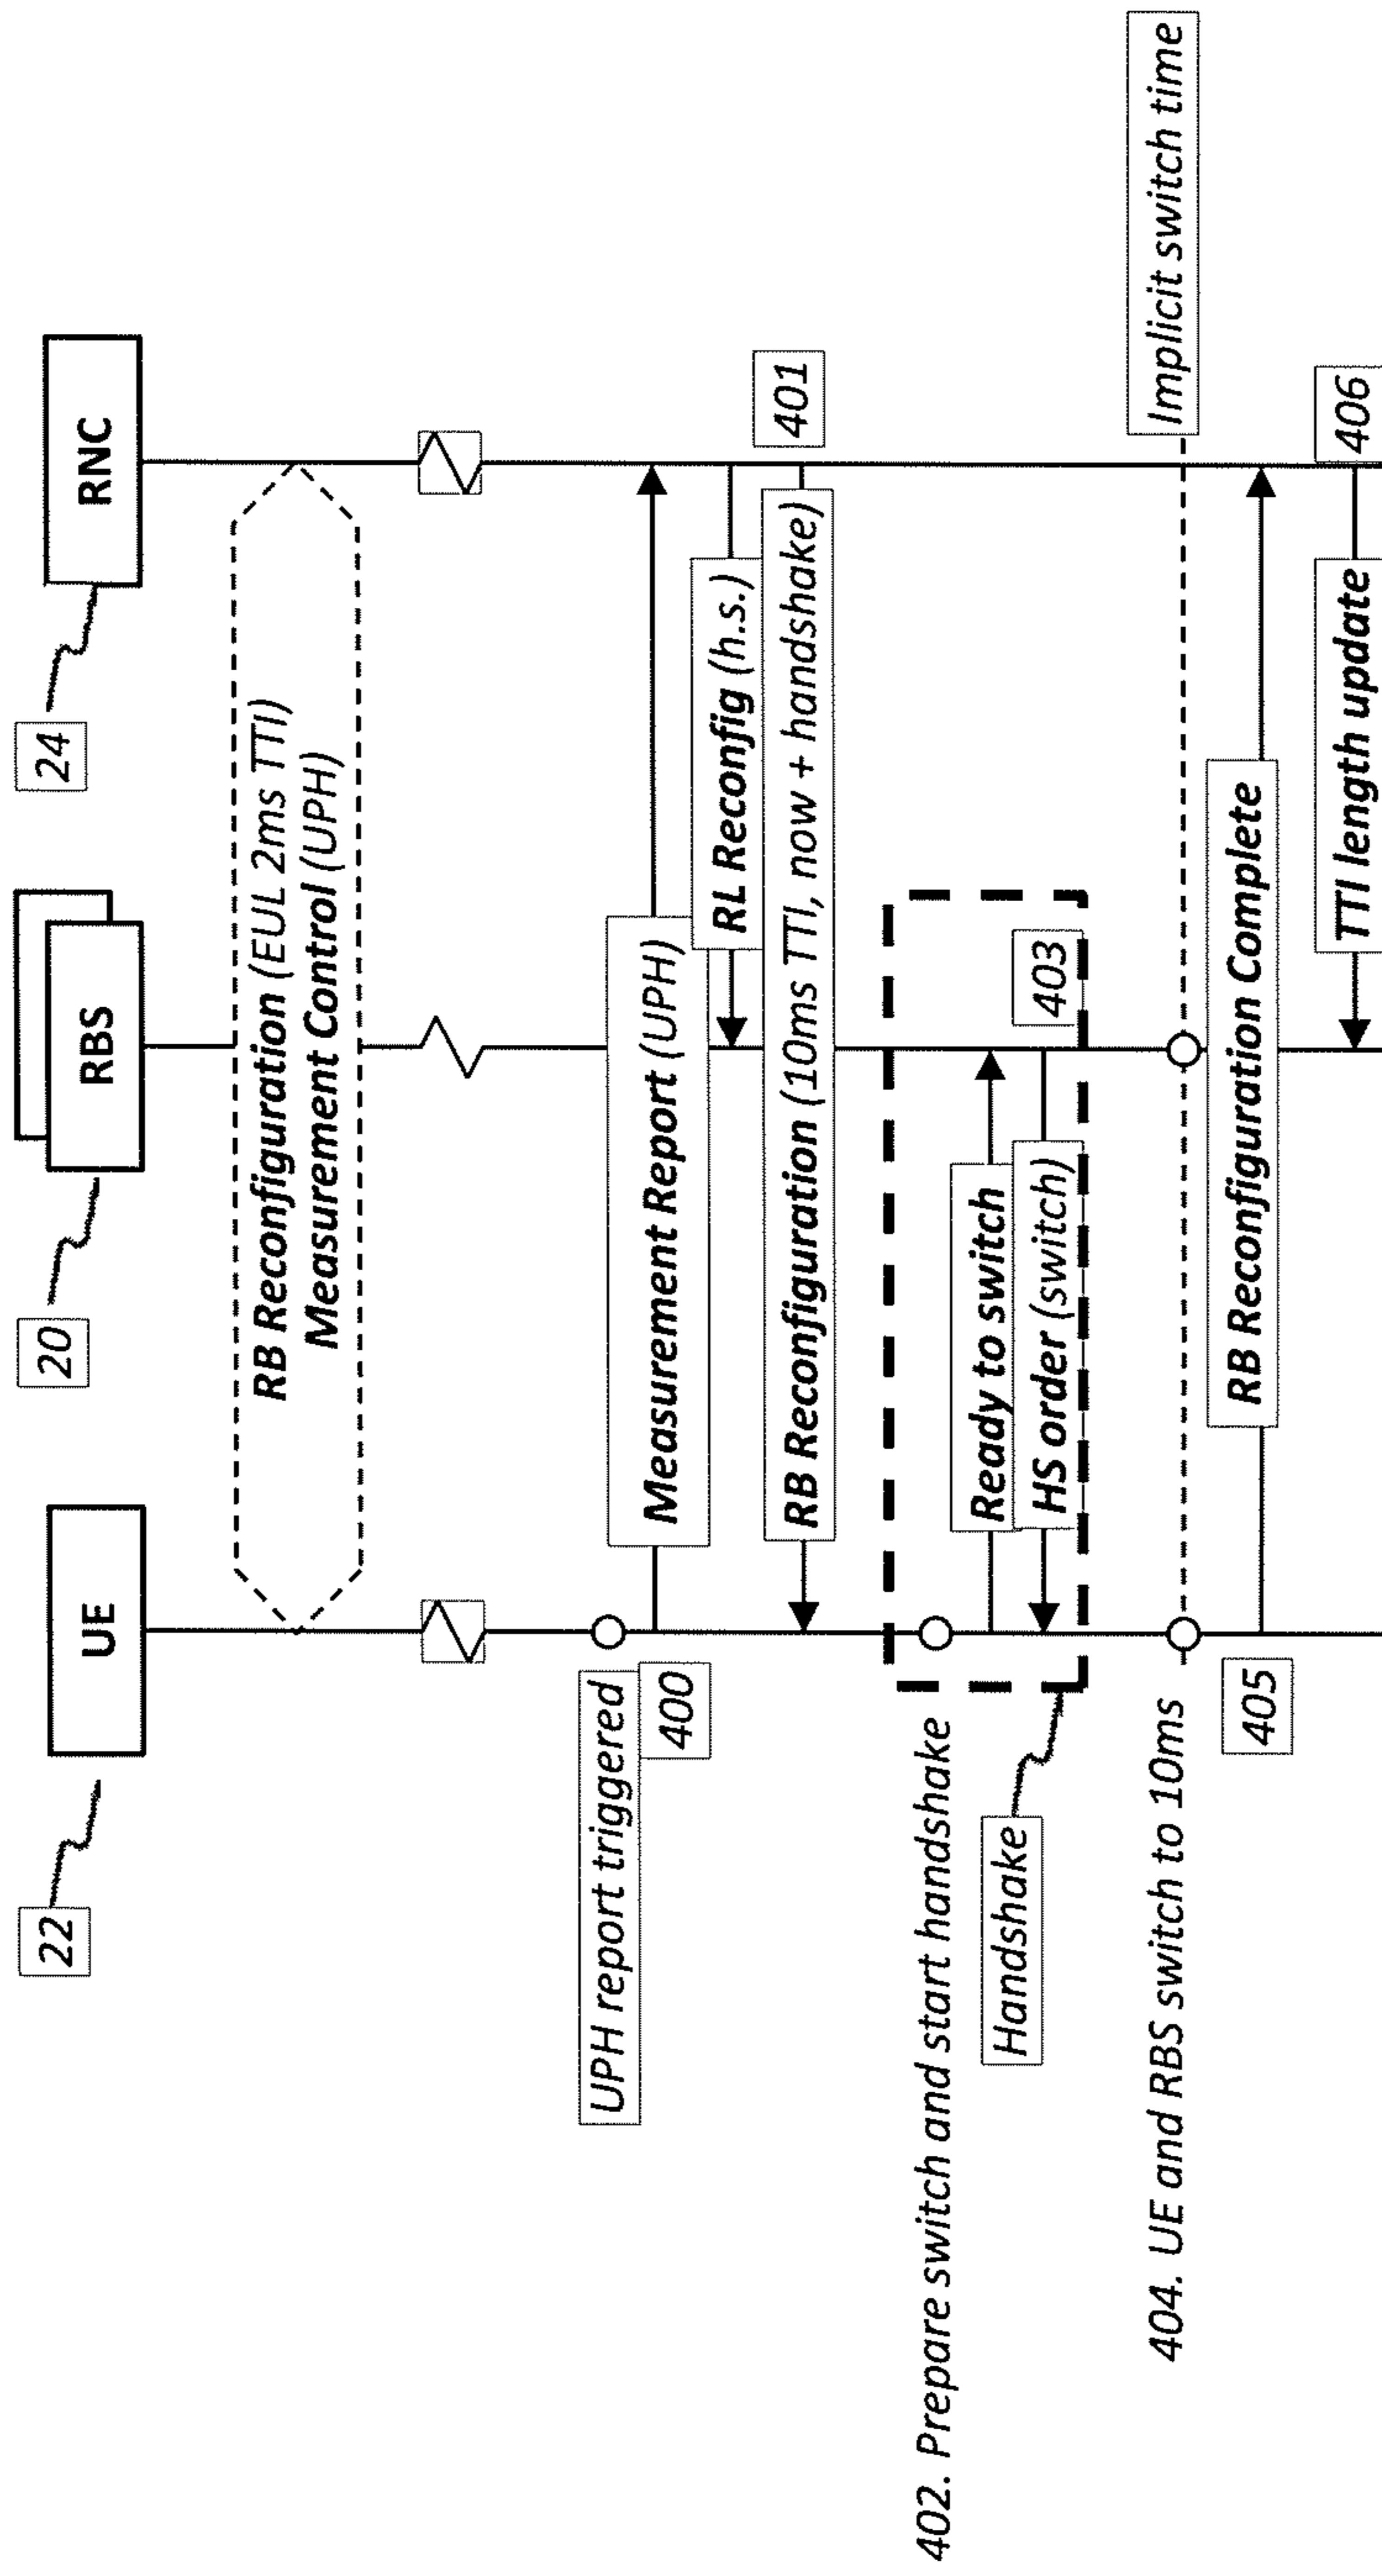 22
20
24
UE
RBS
RNC
RB Reconfiguration (EUL 2ms TTI)
Measurement Control (UPH)
UPH report triggered
400
Measurement Report (UPH)
RL Reconfig (h.s.)
401
RB Reconfiguration (10ms TTI, now + handshake)
402. Prepare switch and start handshake
Handshake
Ready to switch
403
HS order (switch)
Implicit switch time
404. UE and RBS switch to 10ms
405
RB Reconfiguration Complete
406
TTI length update